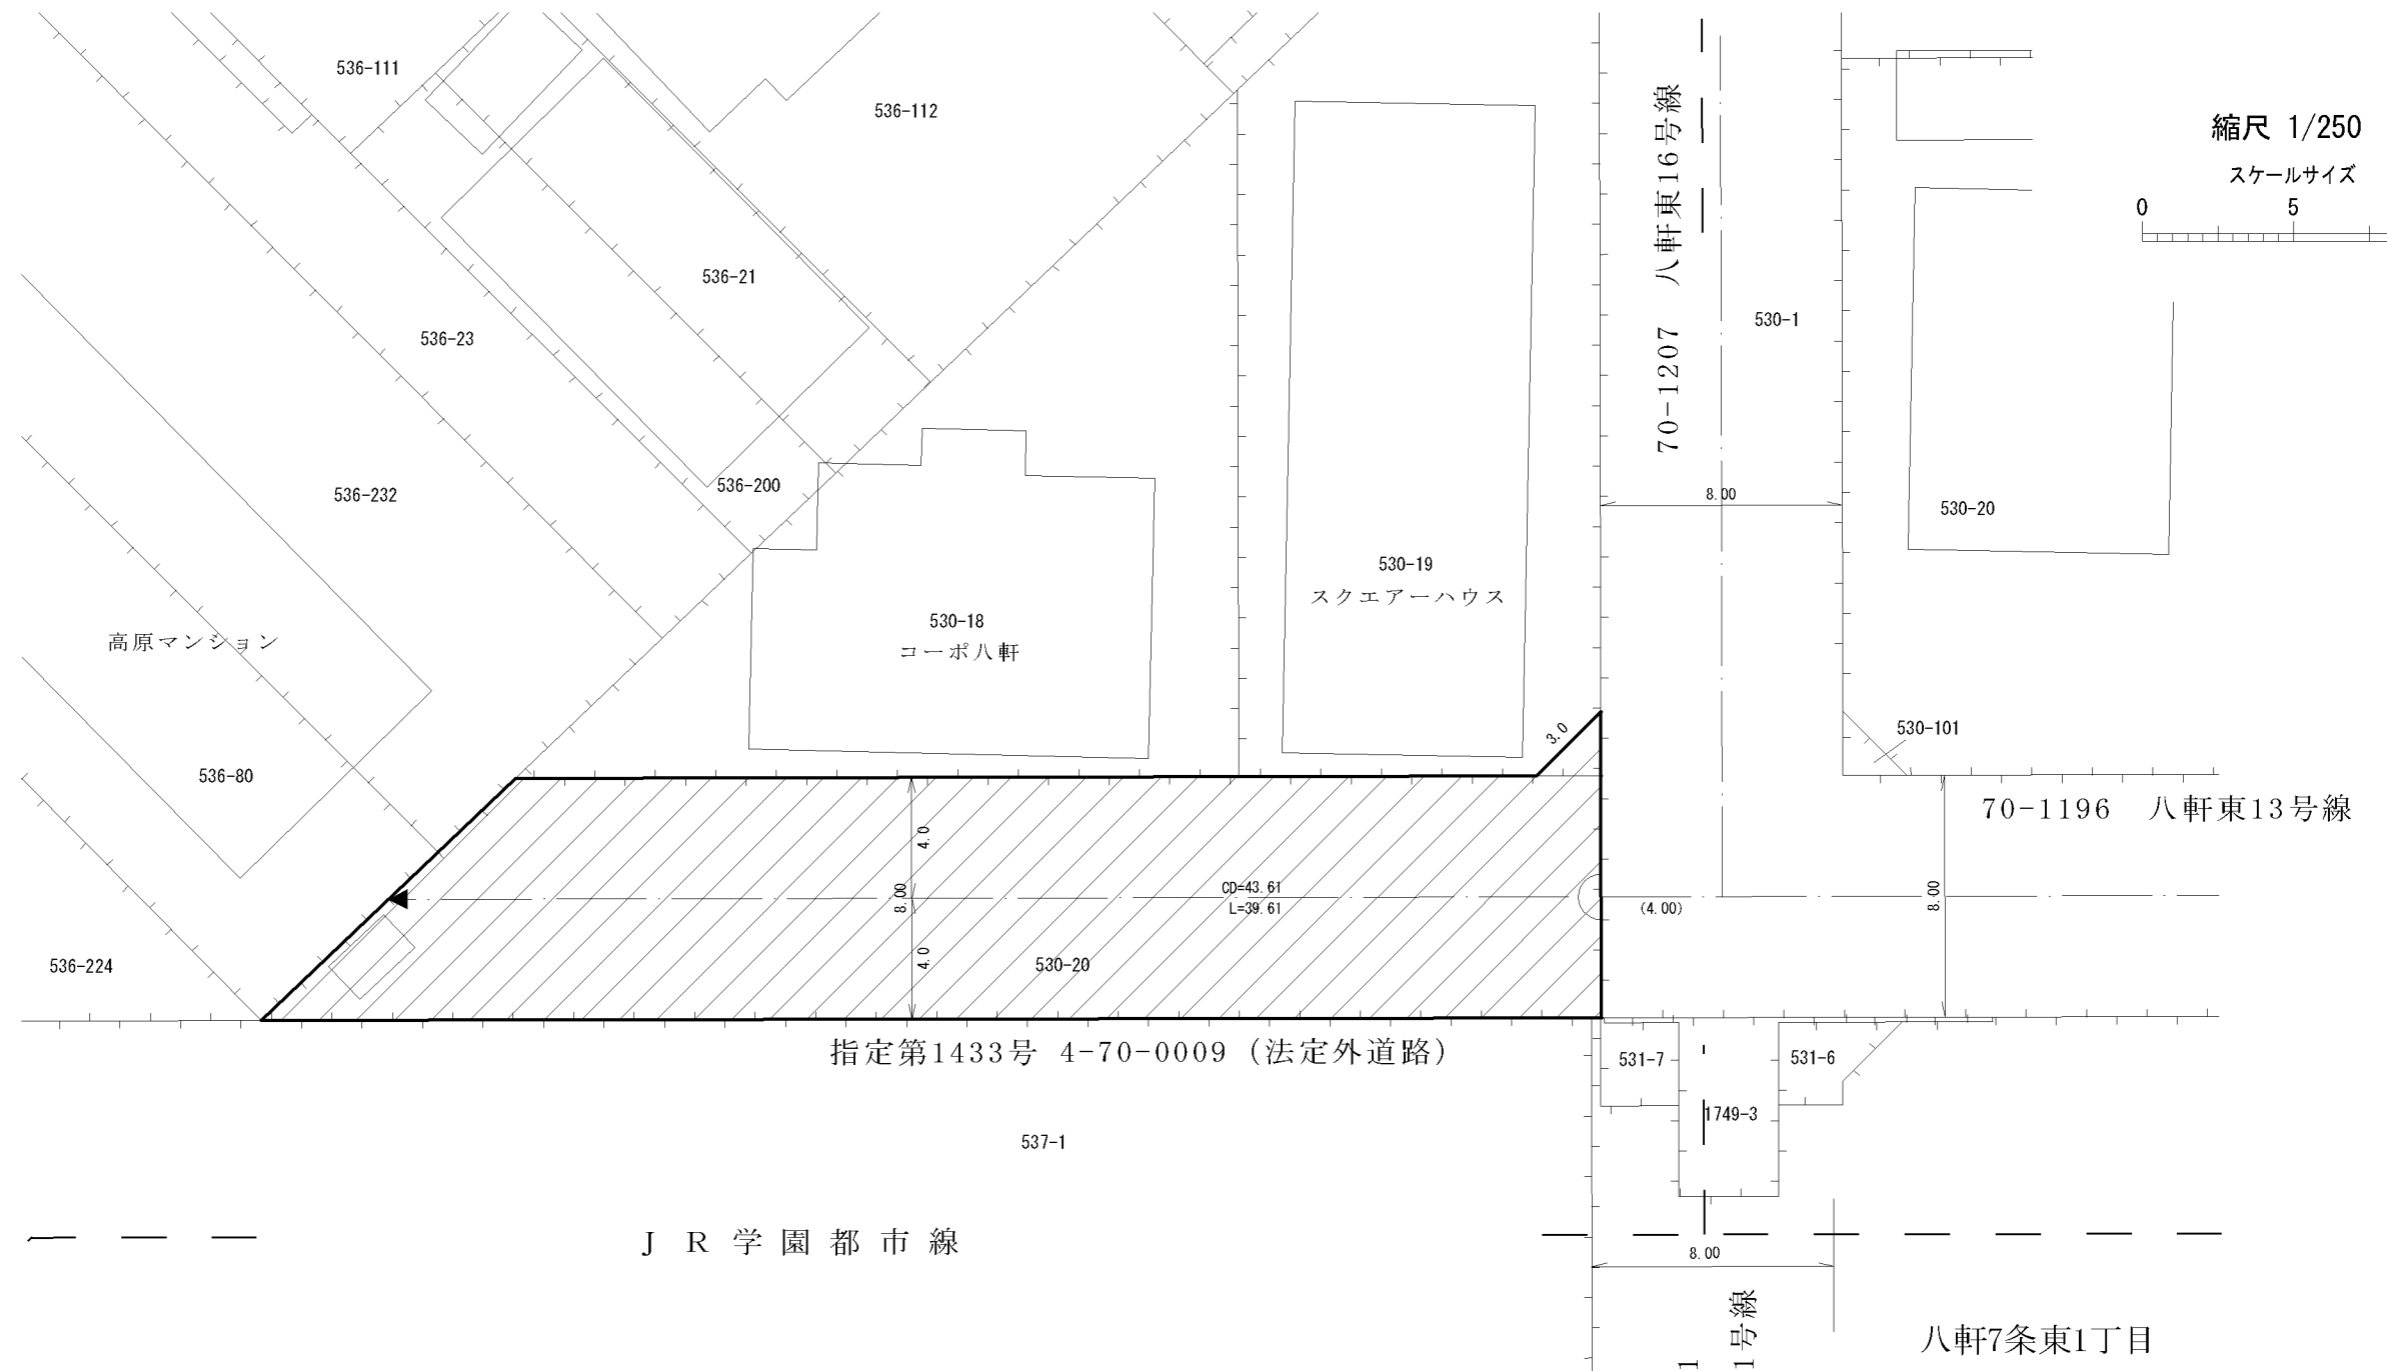 536-111
536-112
縮尺 1/250
スケールサイズ
0 5
70-1207 八軒東16号線
536-21
530-1
536-23
536-232
536-200
8.00
530-20
530-19
スクエアーハウス
530-18
コーポ八軒
高原マンション
3.0
530-101
536-80
70-1196 八軒東13号線
4.0
8.00
4.0
CD=43.61
L=39.61
(4.00)
8.00
536-224
530-20
指定第1433号 4-70-0009 (法定外道路)
531-7
531-6
1749-3
537-1
JR学園都市線
8.00
1
1号線
八軒7条東1丁目